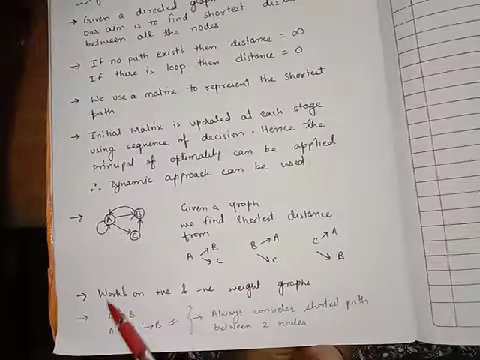 → Given a directed graph
our aim is to find shortest
between all the nodes
→ If no path exists then distance = ∞
If there is loop then distance = 0
→ We use a matrix to represent the shortest
path
→ Initial Matrix is updated at each stage
using sequence of decision. Hence the
principal of optimality can be applied
∴ Dynamic approach can be used
→ A B C
Given a graph
we find shortest distance
from
A → B → C
B → A → C
C → A → B
→ Works on +ve & -ve weight graphs
→ B
A → B
→ Always consider shortest path
between 2 nodes